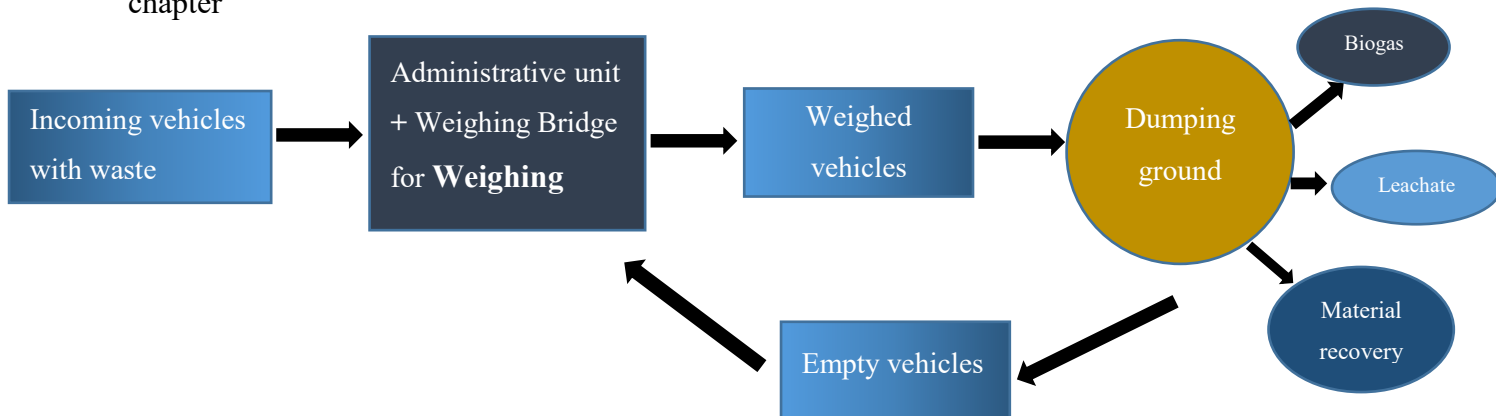 chapter
Incoming vehicles
with waste
Administrative unit
+ Weighing Bridge
for Weighing
Weighed
vehicles
Dumping
ground
Biogas
Leachate
Material
recovery
Empty vehicles